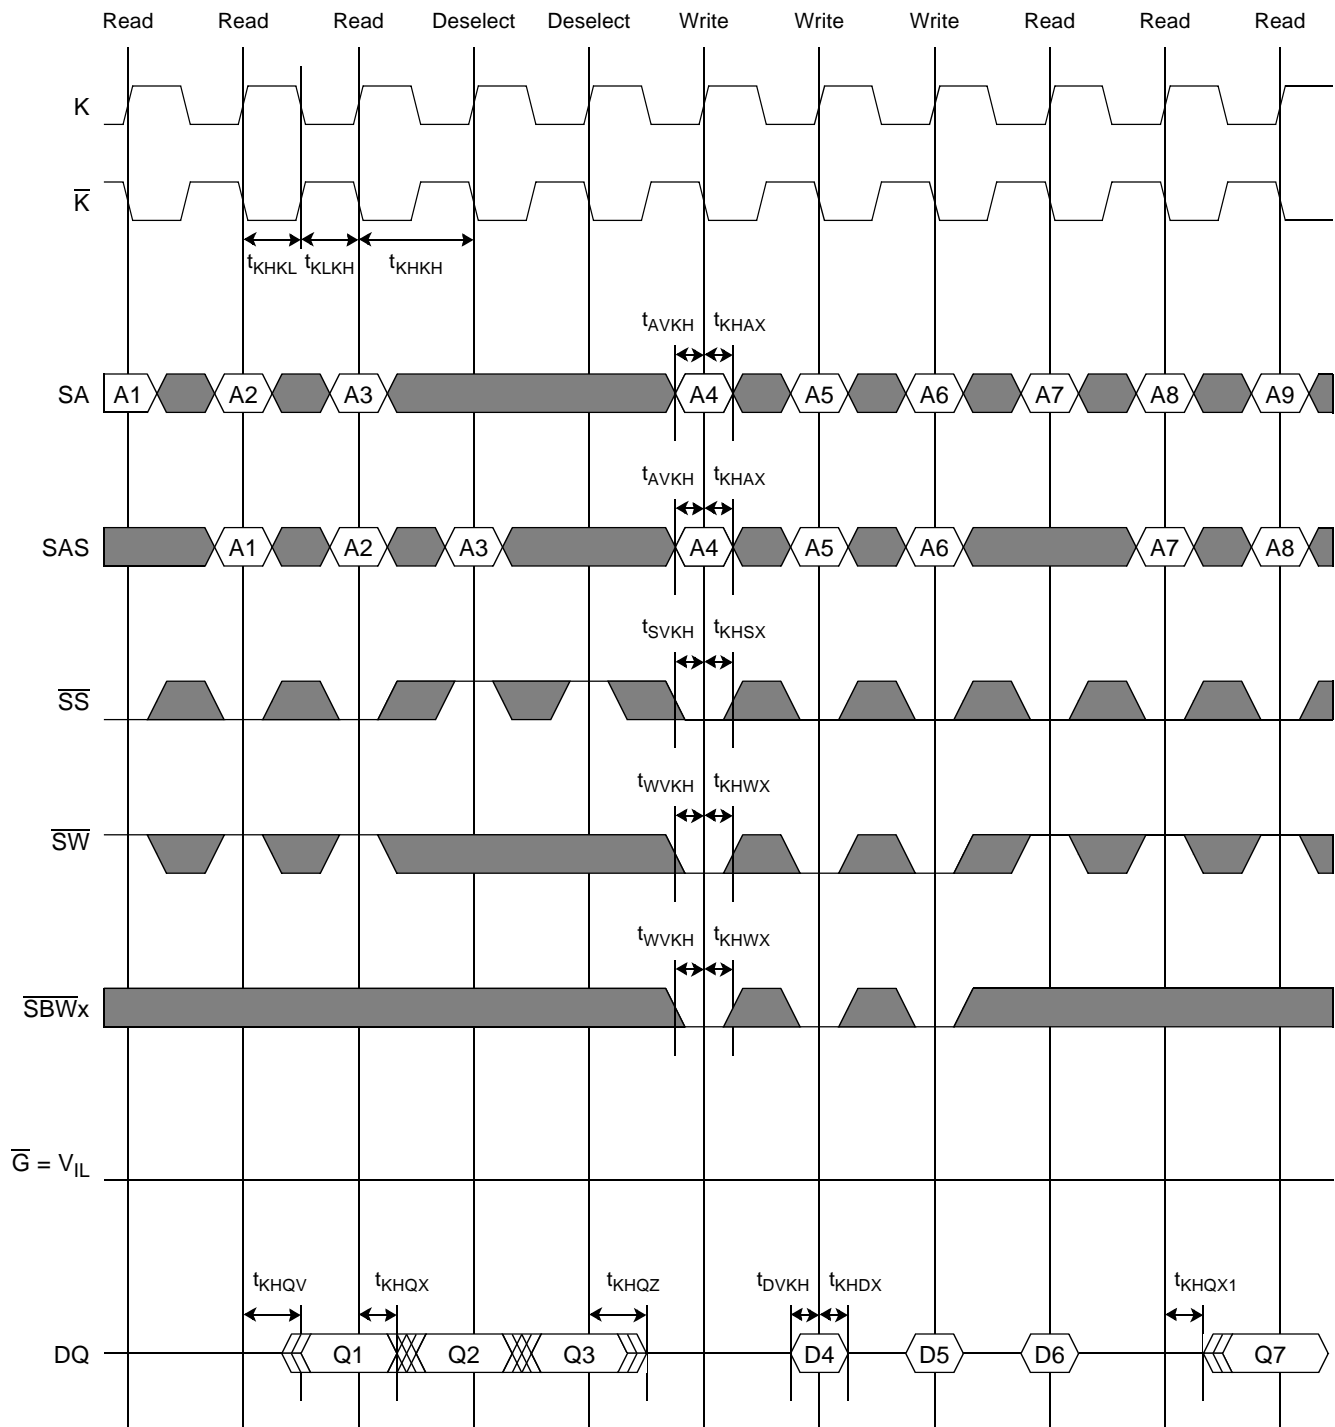 Read Read Read Deselect Deselect Write Write Write Read Read Read
K
K̅
tKHKL tKLKH tKHKH
tAVKH tKHAX
SA A1 A2 A3 A4 A5 A6 A7 A8 A9
tAVKH tKHAX
SAS A1 A2 A3 A4 A5 A6 A7 A8
tSVKH tKHSX
S̅S̅
tWVKH tKHWX
S̅W̅
tWVKH tKHWX
S̅B̅W̅x
G̅ = VIL
tKHQV tKHQX tKHQZ tDVKH tKHDX tKHQX1
DQ Q1 Q2 Q3 D4 D5 D6 Q7